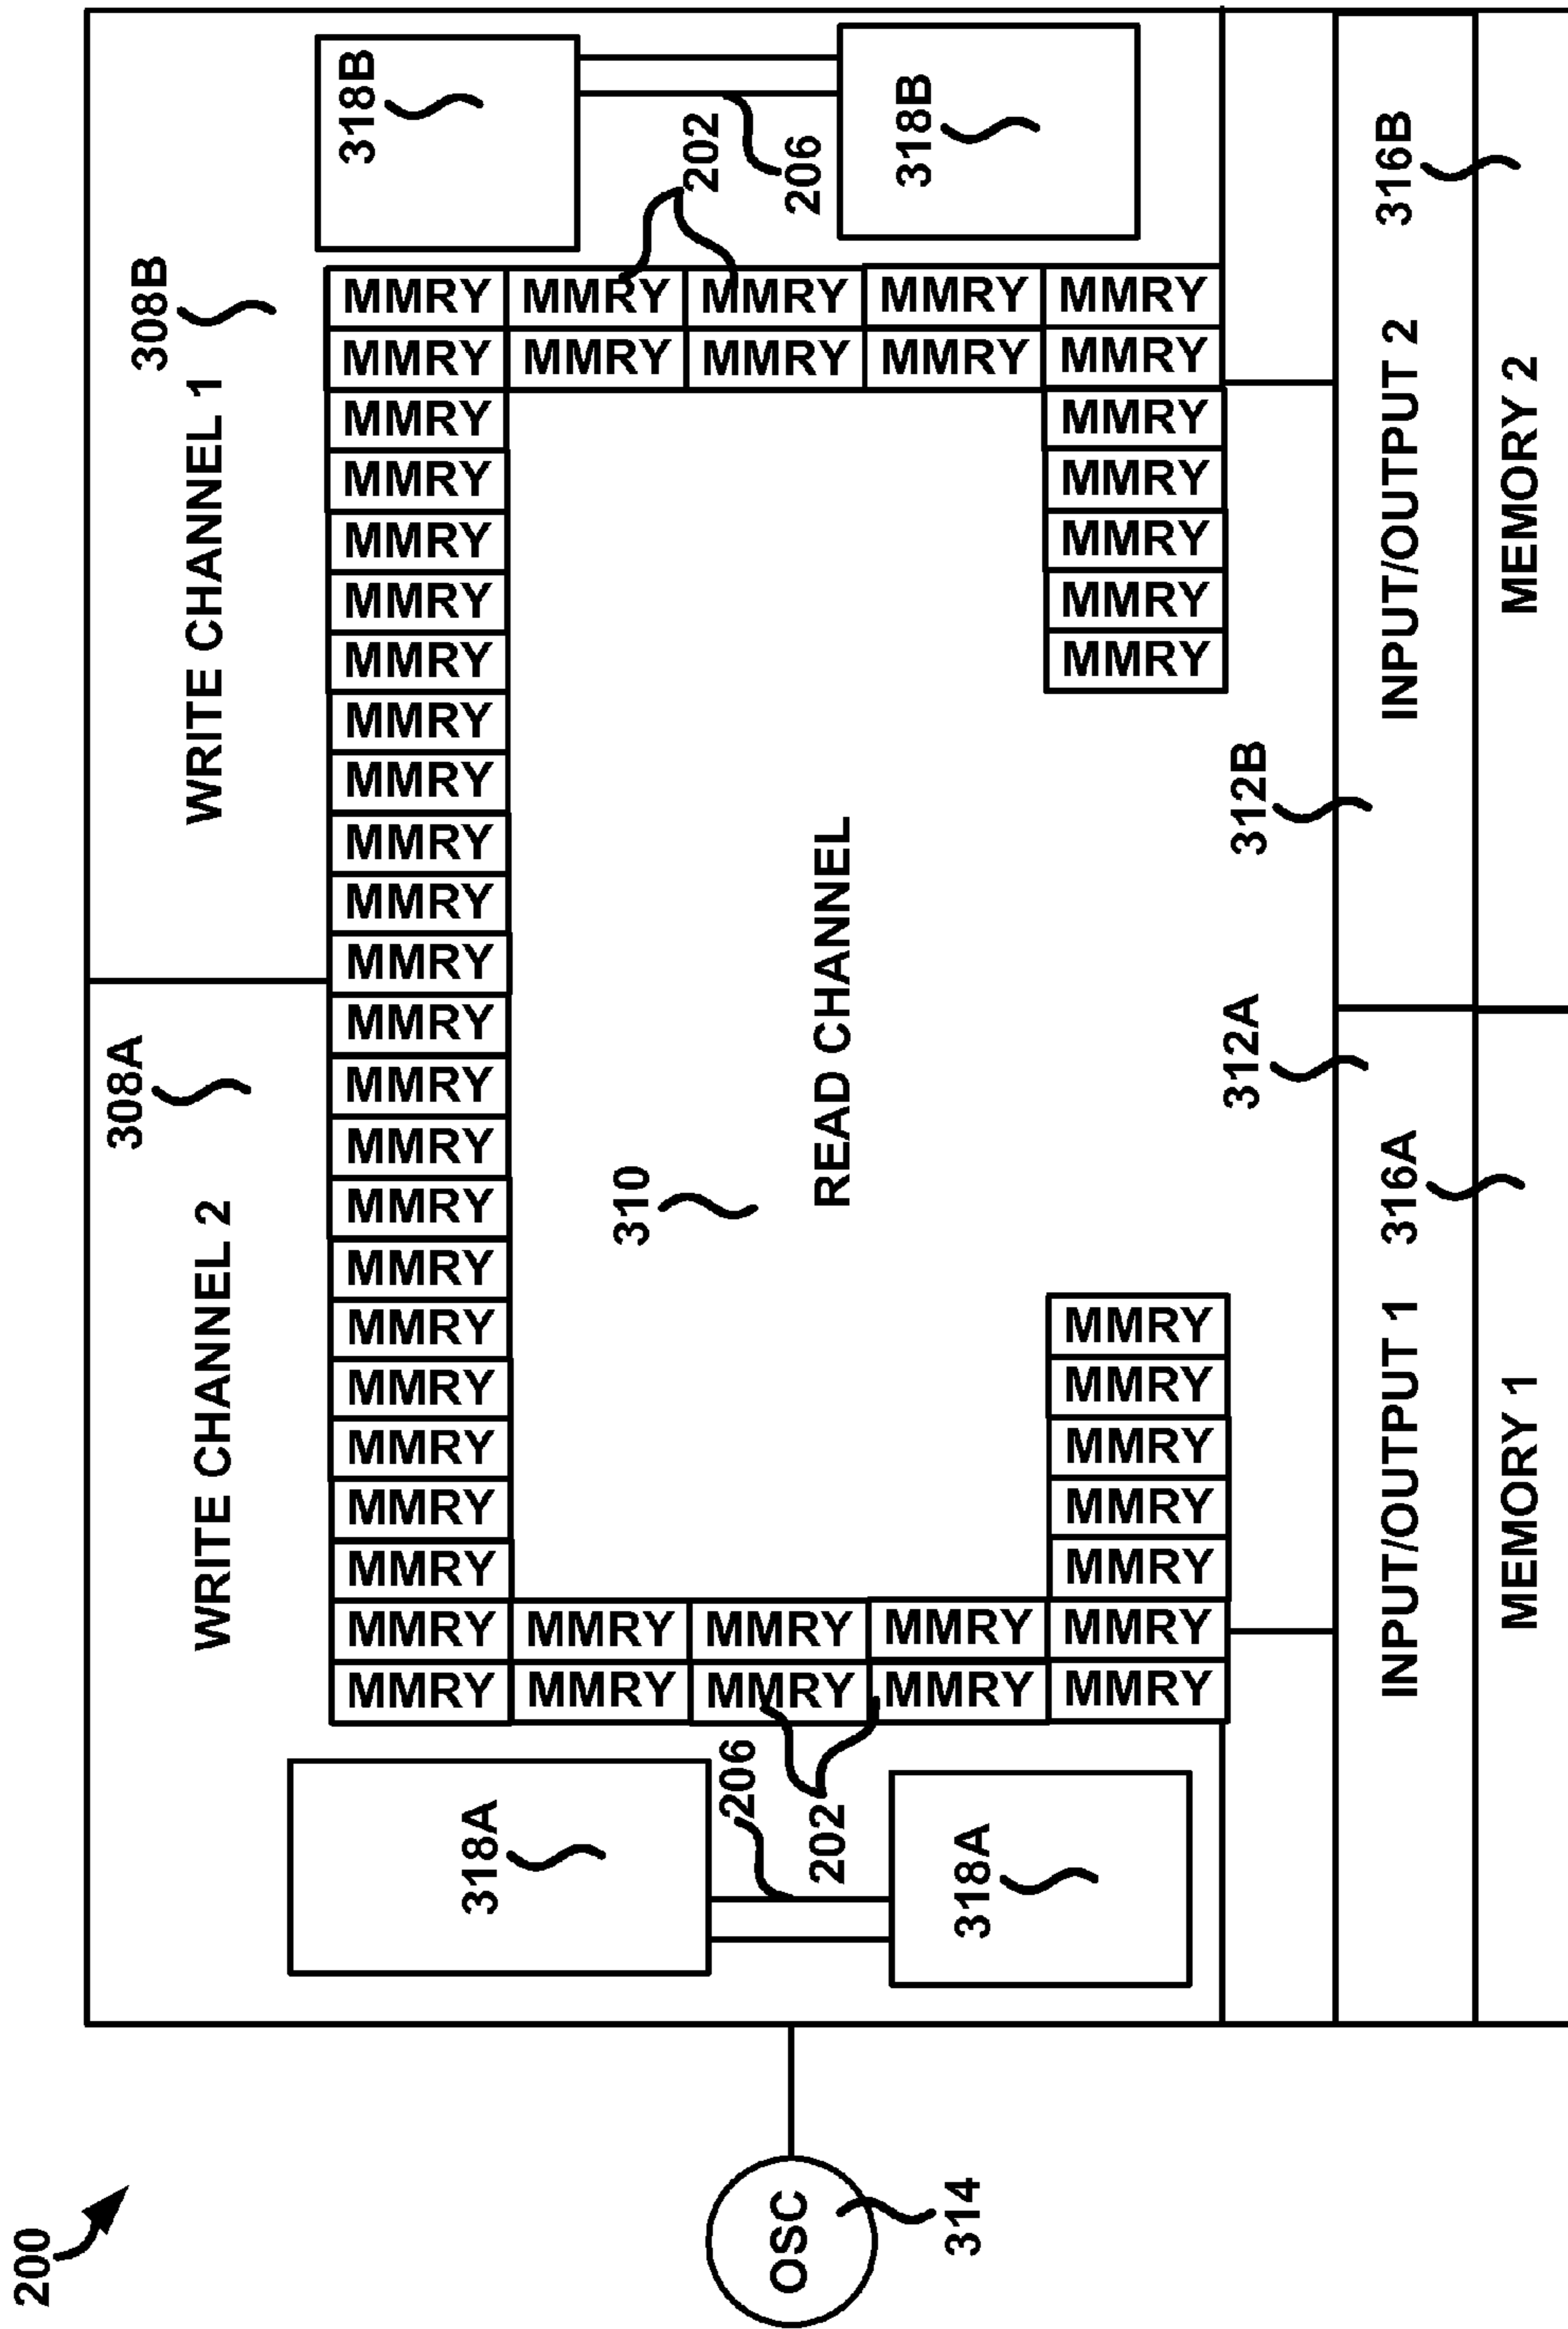 200
308A
308B
WRITE CHANNEL 2
WRITE CHANNEL 1
318B
MMRY MMRY MMRY MMRY MMRY MMRY MMRY MMRY MMRY MMRY MMRY MMRY MMRY MMRY MMRY MMRY MMRY MMRY MMRY MMRY MMRY MMRY MMRY MMRY
318A
MMRY MMRY MMRY MMRY
310
202
MMRY MMRY MMRY MMRY
206
206
OSC
202
READ CHANNEL
MMRY MMRY MMRY MMRY
318B
314
318A
MMRY MMRY MMRY MMRY MMRY MMRY MMRY MMRY MMRY MMRY MMRY MMRY MMRY MMRY
312A
312B
INPUT/OUTPUT 1
316A
INPUT/OUTPUT 2
316B
MEMORY 1
MEMORY 2